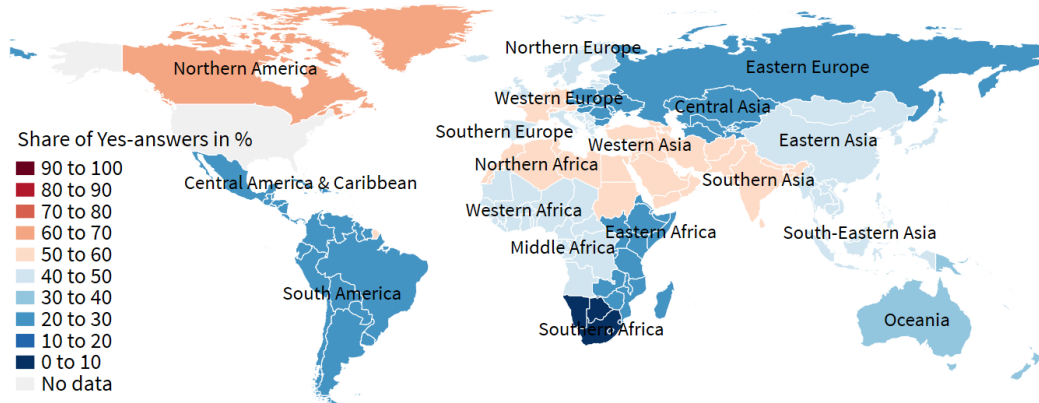 Northern America
Northern Europe
Eastern Europe
Western Europe
Central Asia
Southern Europe
Western Asia
Eastern Asia
Northern Africa
Southern Asia
Central America & Caribbean
Western Africa
Eastern Africa
South-Eastern Asia
Middle Africa
South America
Southern Africa
Oceania
Share of Yes-answers in %
90 to 100
80 to 90
70 to 80
60 to 70
50 to 60
40 to 50
30 to 40
20 to 30
10 to 20
0 to 10
No data